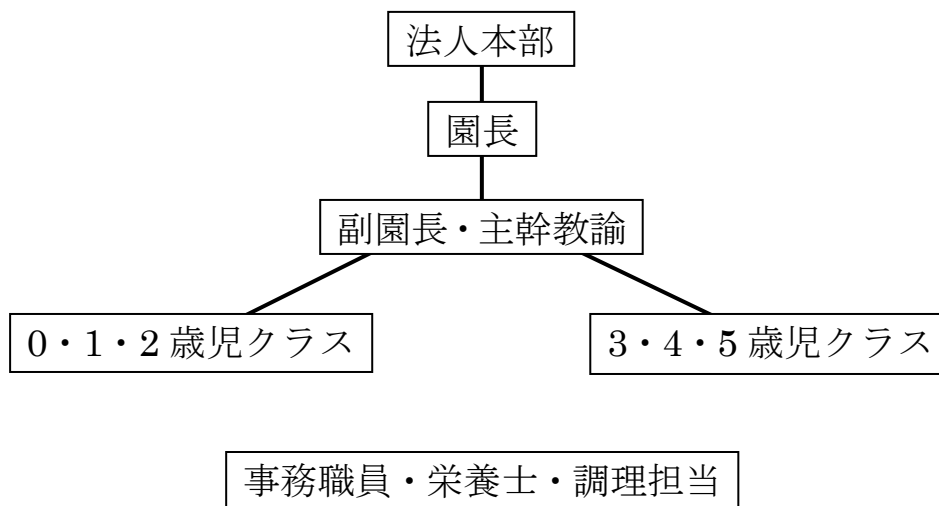 法人本部
園長
副園長・主幹教諭
0・1・2歳児クラス
3・4・5歳児クラス
事務職員・栄養士・調理担当